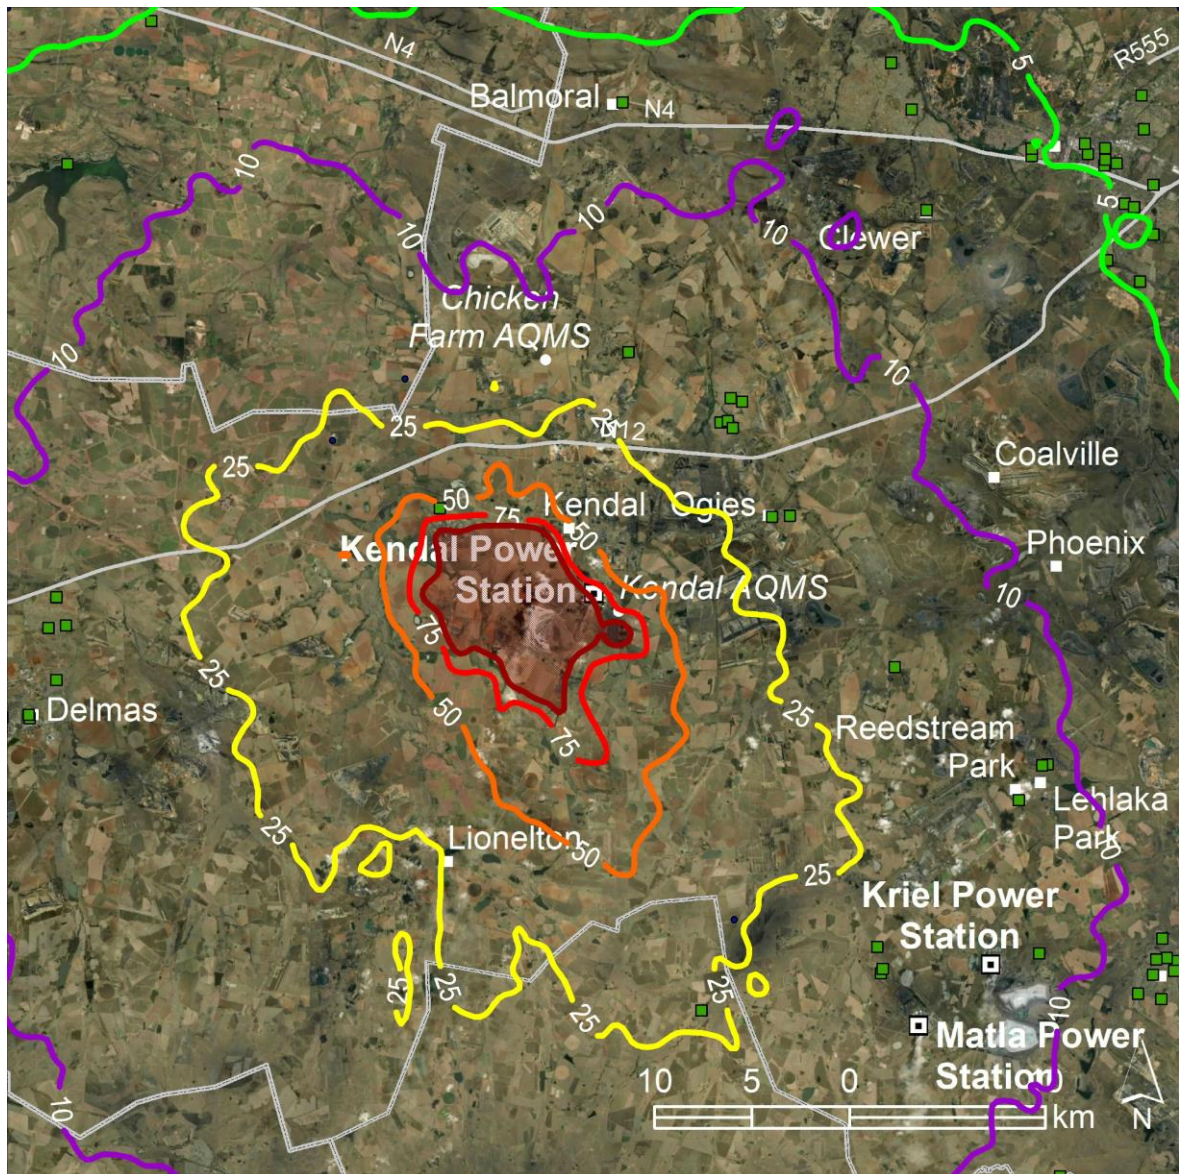 N4
R555
5
Balmoral
N4
10
10
5
10
10
10
Clewer
Chicken
Farm AQMS
10
10
25
N12
25
Coalville
50
Kendal
Ogies
75
50
Phoenix
Kendal Power
Station
Kendal AQMS
10
75
25
Delmas
50
25
Reedstream
Park
75
Lehlaka
Park
25
Lionelton
50
25
Kriel Power
Station
25
25
25
25
10
Matla Power
Station
10
10
5
0
km
N